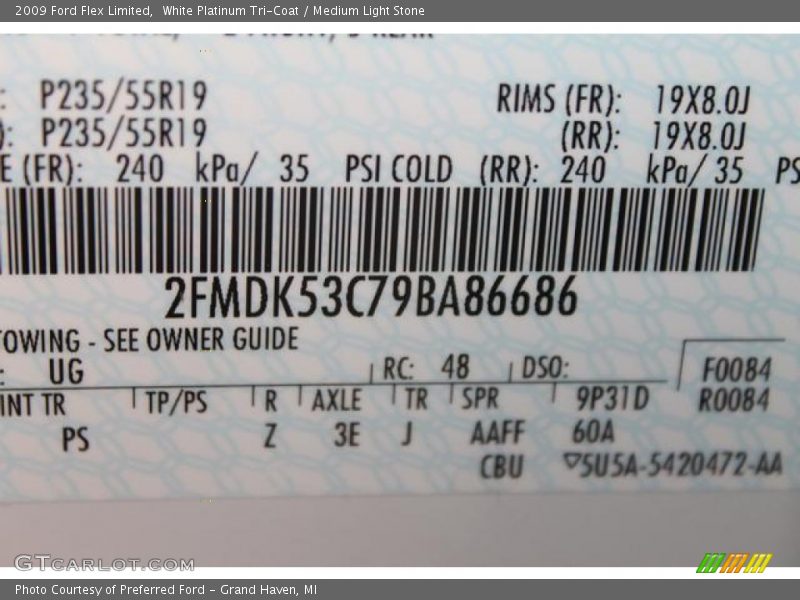 2009 Ford Flex Limited, White Platinum Tri-Coat / Medium Light Stone
: P235/55R19 RIMS (FR): 19X8.0J
): P235/55R19 (RR): 19X8.0J
E (FR): 240 kPa/ 35 PSI COLD (RR): 240 kPa/ 35 PS
2FMDK53C79BA86686
OWING - SEE OWNER GUIDE
: UG RC: 48 DSO: F0084
INT TR TP/PS R AXLE TR SPR 9P31D R0084
PS Z 3E J AAFF 60A
CBU ▽5U5A-5420472-AA
GTCARLOT.COM
Photo Courtesy of Preferred Ford - Grand Haven, MI